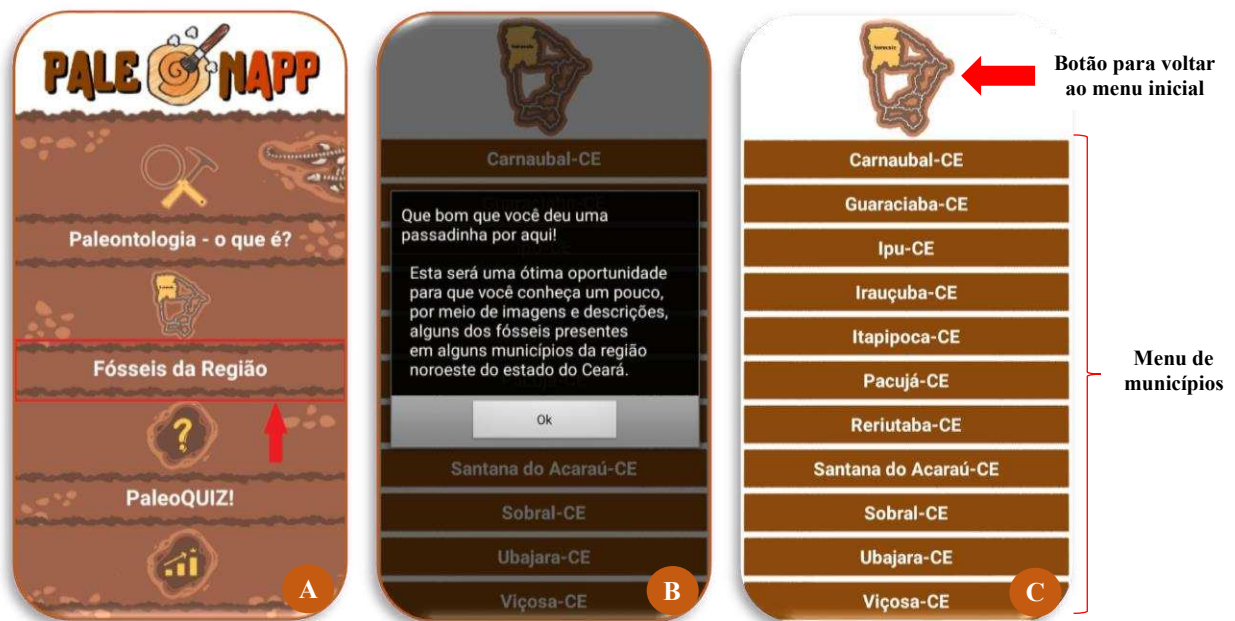 PALEONAPP
Paleontologia - o que é?
Fósseis da Região
PaleoQUIZ!
A
Carnaubal-CE
Que bom que você deu uma
passadinha por aqui!
Esta será uma ótima oportunidade
para que você conheça um pouco,
por meio de imagens e descrições,
alguns dos fósseis presentes
em alguns municípios da região
noroeste do estado do Ceará.
Ok
Santana do Acaraú-CE
Sobral-CE
Ubajara-CE
Viçosa-CE
B
Carnaubal-CE
Guaraciaba-CE
Ipu-CE
Irauçuba-CE
Itapipoca-CE
Pacujá-CE
Reriutaba-CE
Santana do Acaraú-CE
Sobral-CE
Ubajara-CE
Viçosa-CE
C
Botão para voltar
ao menu inicial
Menu de
municípios